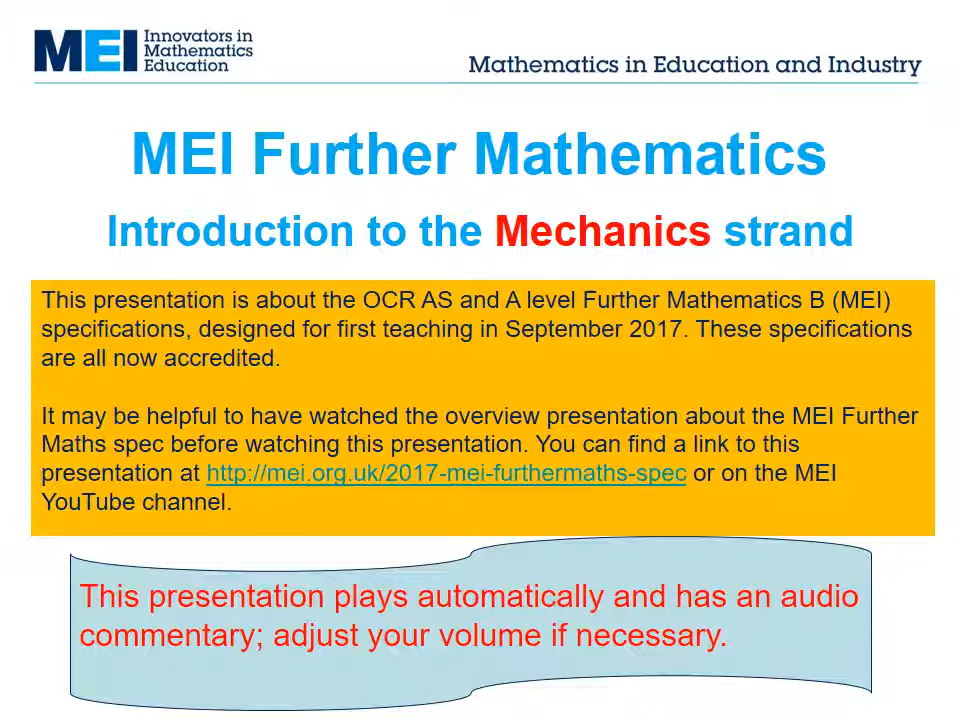 MEI Innovators in
Mathematics
Education
Mathematics in Education and Industry
MEI Further Mathematics
Introduction to the Mechanics strand
This presentation is about the OCR AS and A level Further Mathematics B (MEI)
specifications, designed for first teaching in September 2017. These specifications
are all now accredited.
It may be helpful to have watched the overview presentation about the MEI Further
Maths spec before watching this presentation. You can find a link to this
presentation at http://mei.org.uk/2017-mei-furthermaths-spec or on the MEI
YouTube channel.
This presentation plays automatically and has an audio
commentary; adjust your volume if necessary.